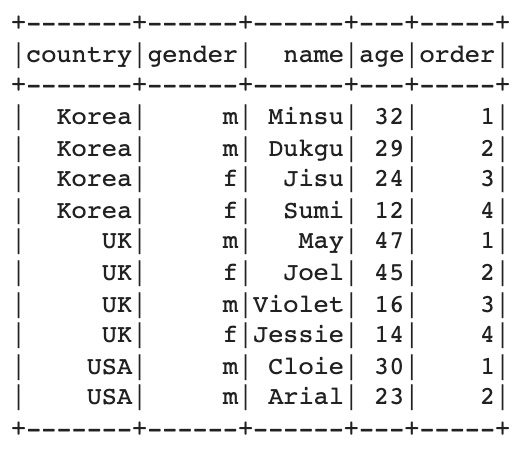 +-------+------+-------+---+-----+
|country|gender|   name|age|order|
+-------+------+-------+---+-----+
|  Korea|     m|  Minsu| 32|    1|
|  Korea|     m|  Dukgu| 29|    2|
|  Korea|     f|   Jisu| 24|    3|
|  Korea|     f|   Sumi| 12|    4|
|     UK|     m|    May| 47|    1|
|     UK|     f|   Joel| 45|    2|
|     UK|     m|Violet| 16|    3|
|     UK|     f|Jessie| 14|    4|
|    USA|     m|  Cloie| 30|    1|
|    USA|     m|  Arial| 23|    2|
+-------+------+-------+---+-----+